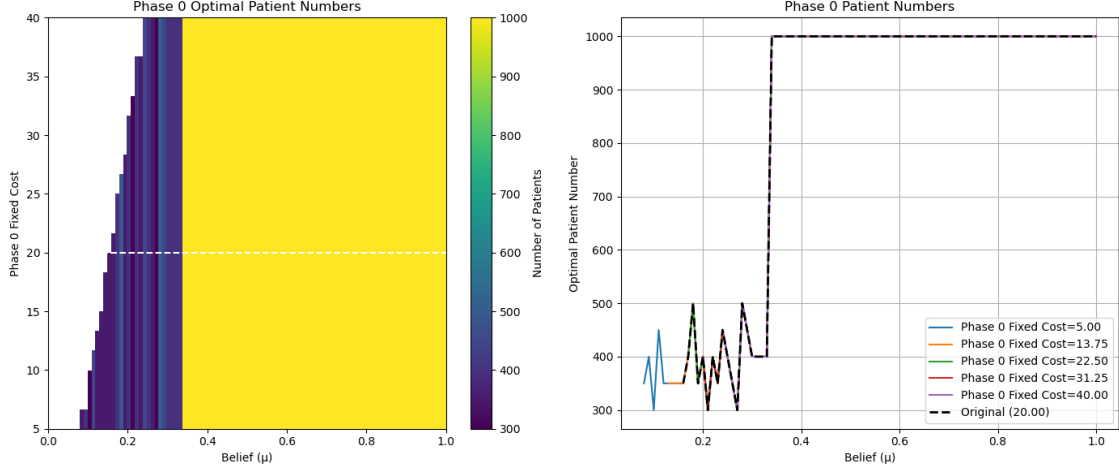 Phase 0 Optimal Patient Numbers
40
35
30
25
20
15
10
5
Phase 0 Fixed Cost
0.0
0.2
0.4
0.6
0.8
1.0
Belief (μ)
1000
900
800
700
600
500
400
300
Number of Patients
Phase 0 Patient Numbers
1000
900
800
700
600
500
400
300
Optimal Patient Number
0.2
0.4
0.6
0.8
1.0
Belief (μ)
Phase 0 Fixed Cost=5.00
Phase 0 Fixed Cost=13.75
Phase 0 Fixed Cost=22.50
Phase 0 Fixed Cost=31.25
Phase 0 Fixed Cost=40.00
Original (20.00)